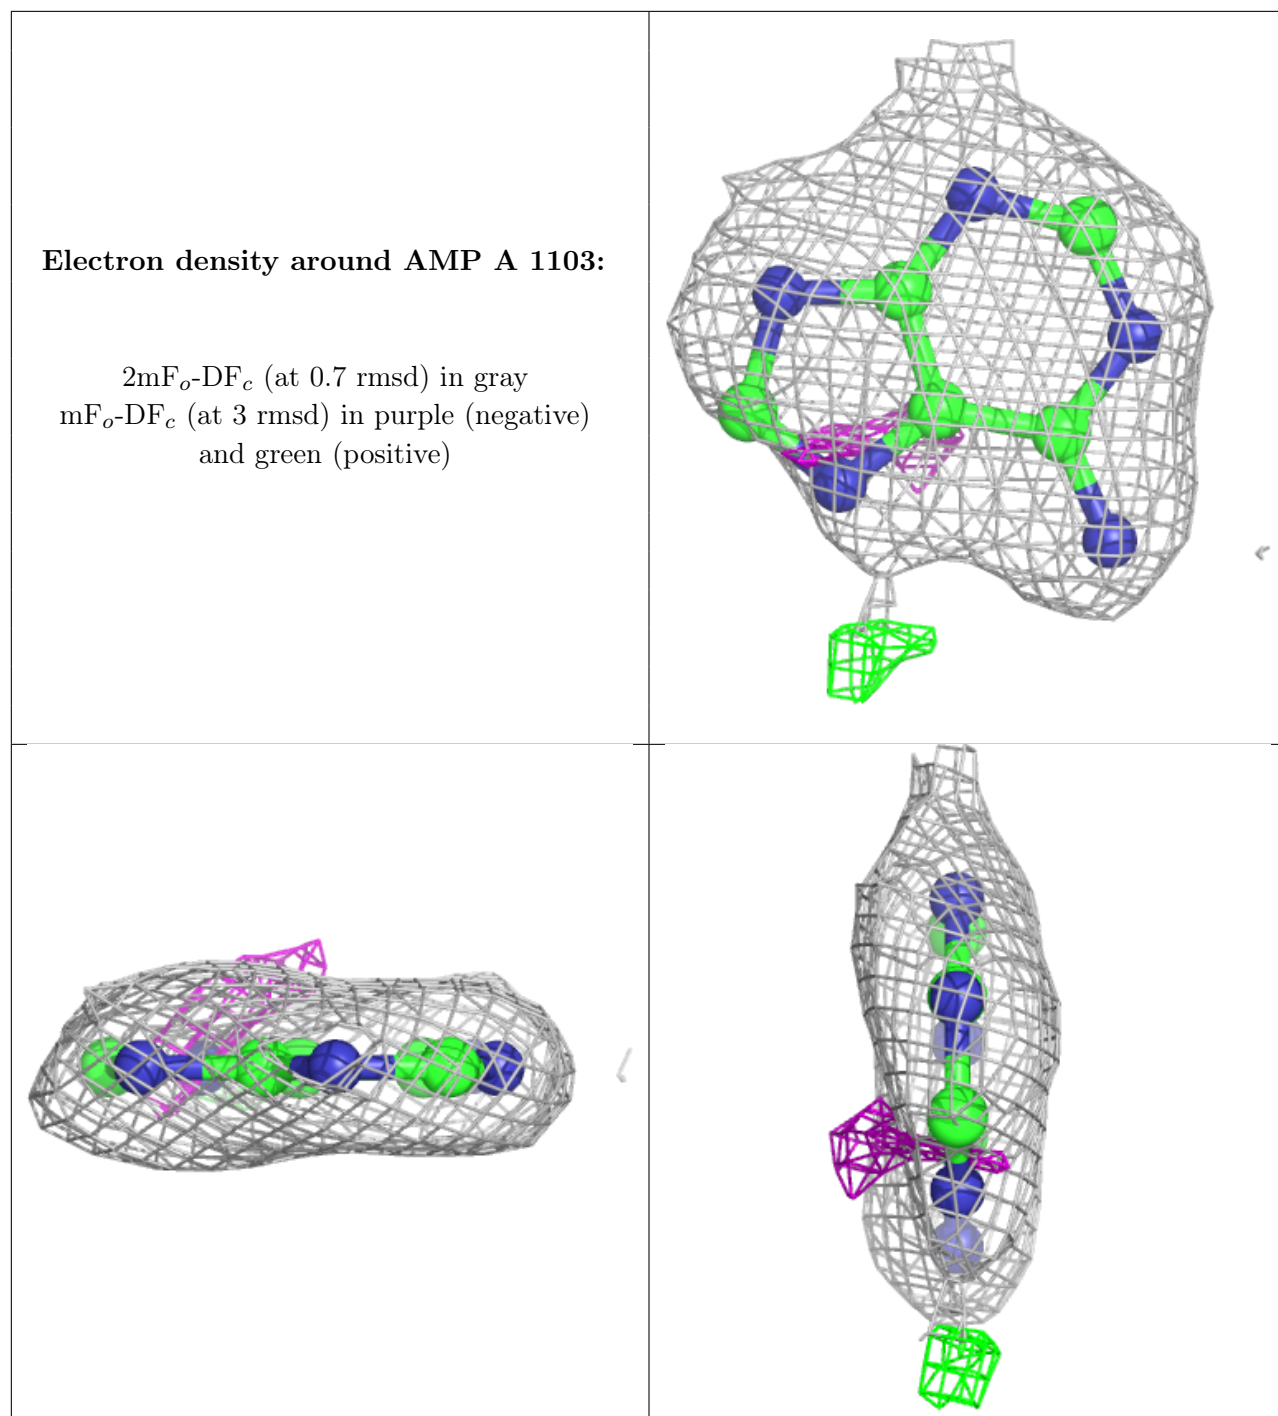 Electron density around AMP A 1103:
2mFo-DFc (at 0.7 rmsd) in gray
mFo-DFc (at 3 rmsd) in purple (negative)
and green (positive)